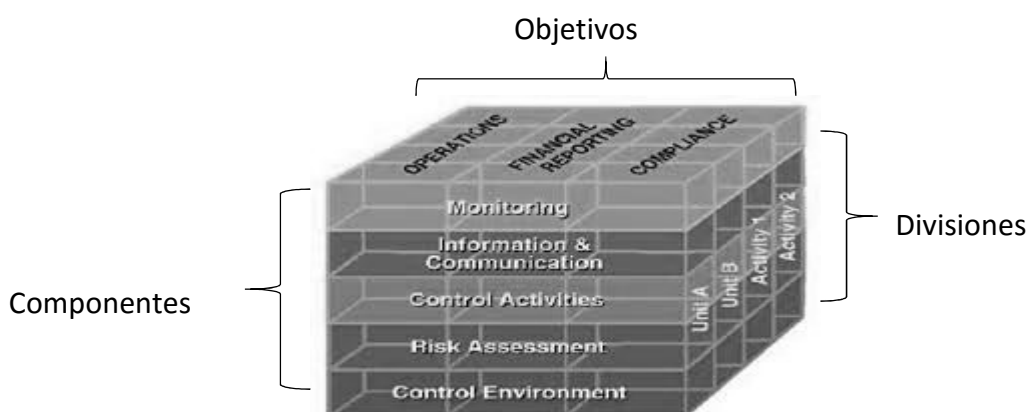 Objetivos
OPERATIONS
FINANCIAL
REPORTING
COMPLIANCE
Monitoring
Information &
Communication
Control Activities
Risk Assessment
Control Environment
Unit A
Unit B
Activity 1
Activity 2
Componentes
Divisiones